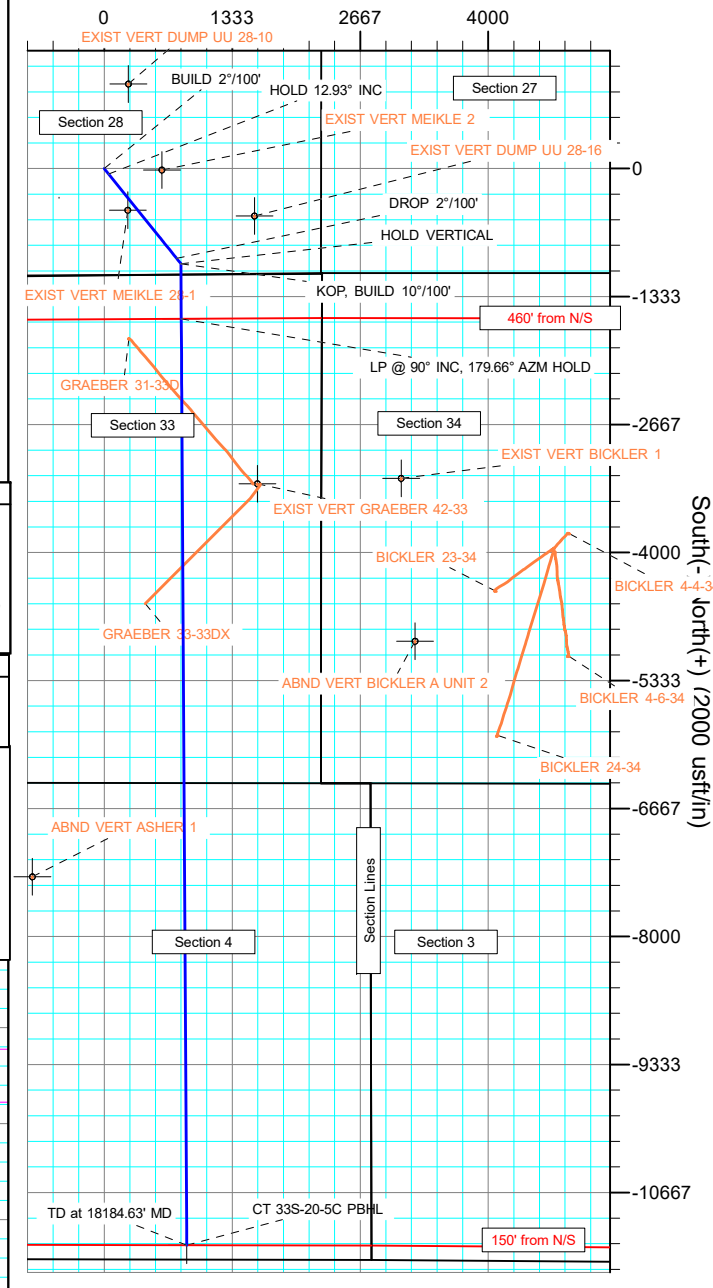 0 1333 2667 4000
EXIST VERT DUMP UU 28-10
BUILD 2°/100'
Section 27
HOLD 12.93° INC
Section 28
EXIST VERT MEIKLE 2
EXIST VERT DUMP UU 28-16
0
DROP 2°/100'
HOLD VERTICAL
EXIST VERT MEIKLE 28-1
KOP, BUILD 10°/100'
-1333
460' from N/S
LP @ 90° INC, 179.66° AZM HOLD
GRAEBER 31-33D
Section 33
Section 34
-2667
EXIST VERT BICKLER 1
EXIST VERT GRAEBER 42-33
-4000
BICKLER 23-34
BICKLER 4-4-3
GRAEBER 33-33DX
ABND VERT BICKLER A UNIT 2
-5333
BICKLER 4-6-34
BICKLER 24-34
South(-
North(+) (2000 usft/in)
-6667
ABND VERT ASHER 1
Section Lines
Section 4
Section 3
-8000
-9333
-10667
TD at 18184.63' MD
CT 33S-20-5C PBHL
150' from N/S